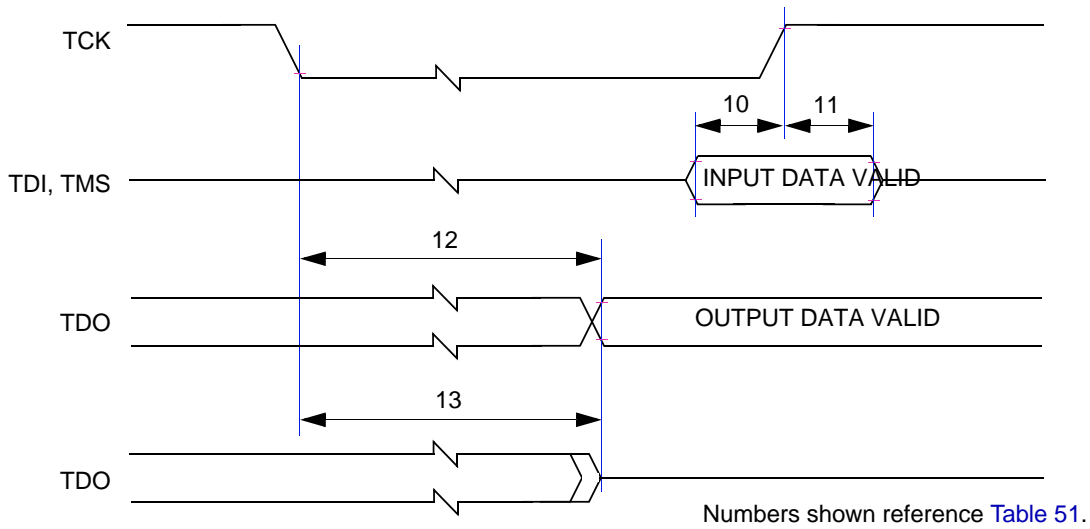 TCK
10 11
TDI, TMS
INPUT DATA VALID
12
TDO
OUTPUT DATA VALID
13
TDO
Numbers shown reference Table 51.